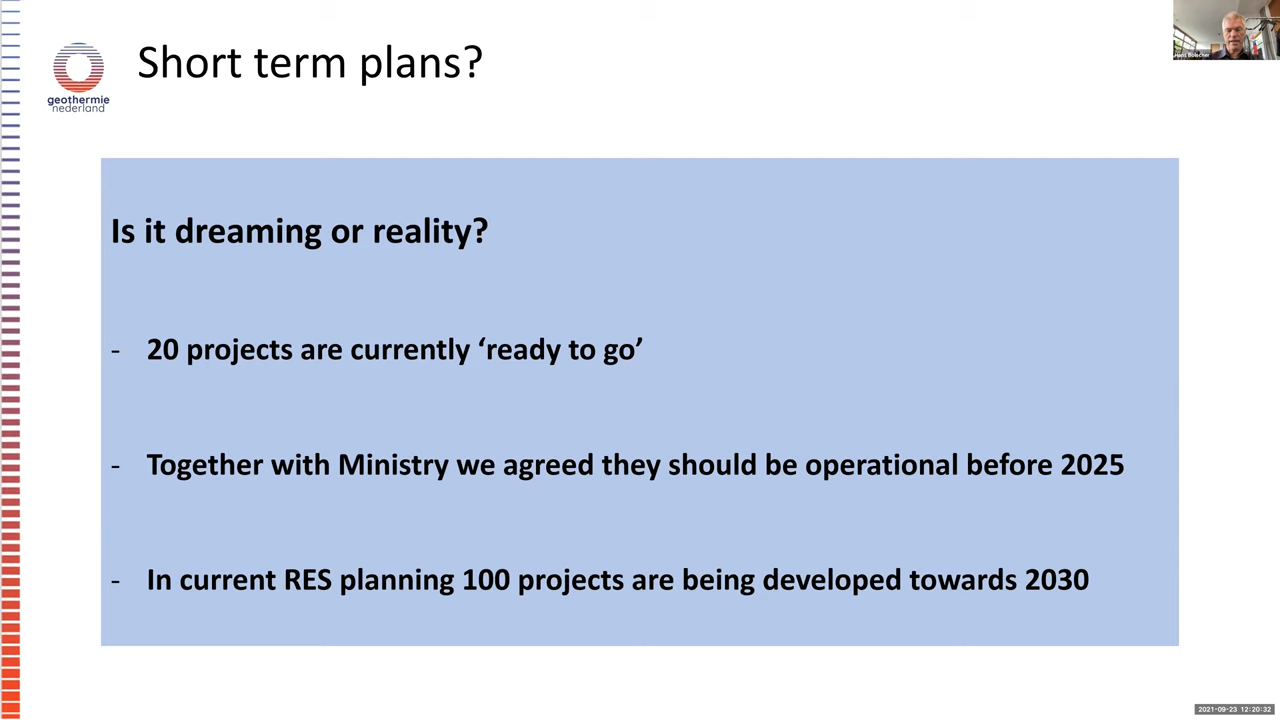 Short term plans?
geothermie
nederland
Hans Bolscher
Is it dreaming or reality?
- 20 projects are currently ‘ready to go’
- Together with Ministry we agreed they should be operational before 2025
- In current RES planning 100 projects are being developed towards 2030
2021-09-23 12:20:32